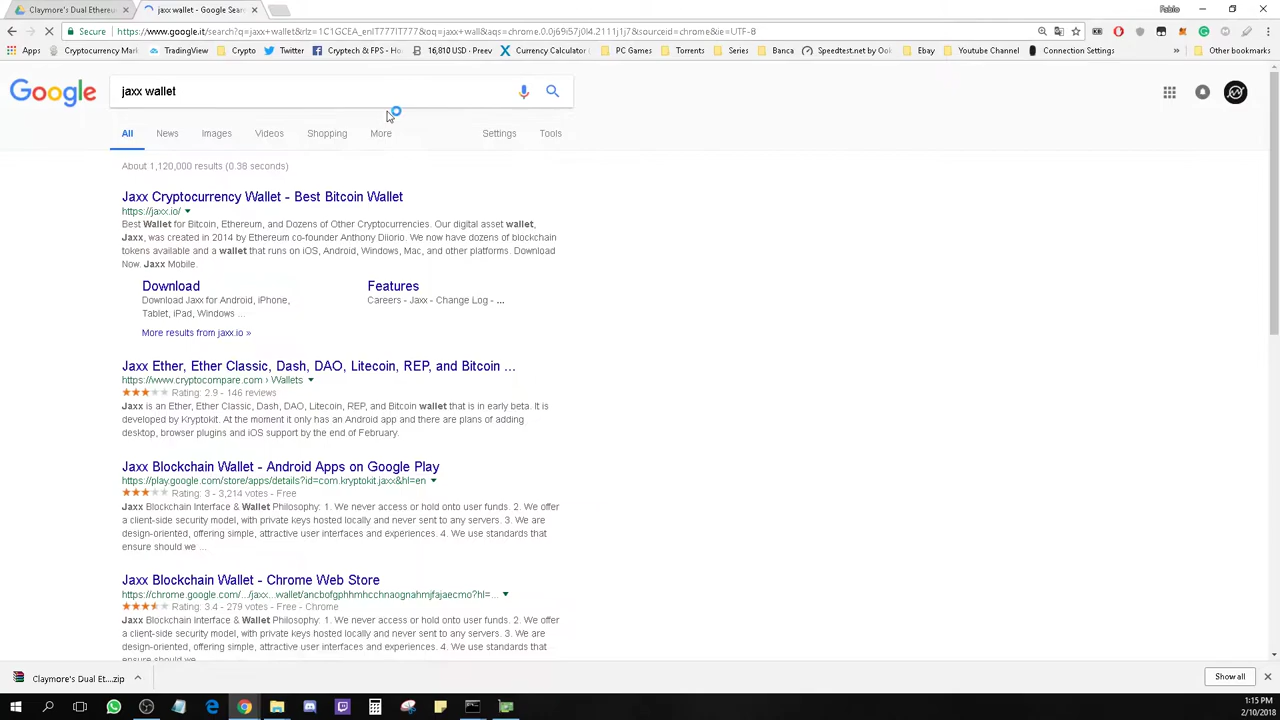 Claymore's Dual Ethereu
jaxx wallet - Google Sear
Fabio
Secure
https://www.google.it/search?q=jaxx+wallet&rlz=1C1GCEA_enIT777IT777&oq=jaxx+wall&aqs=chrome.0.0j69i57j0l4.2111j1j7&sourceid=chrome&ie=UTF-8
Apps
Cryptocurrency Mark
TradingView
Crypto
Twitter
Cryptech & FPS - Ho
16,810 USD - Preev
Currency Calculator
PC Games
Torrents
Series
Banca
Speedtest.net by Ook
Ebay
Youtube Channel
Connection Settings
Other bookmarks
Google
jaxx wallet
All
News
Images
Videos
Shopping
More
Settings
Tools
About 1,120,000 results (0.38 seconds)
Jaxx Cryptocurrency Wallet - Best Bitcoin Wallet
https://jaxx.io/
Best Wallet for Bitcoin, Ethereum, and Dozens of Other Cryptocurrencies. Our digital asset wallet,
Jaxx, was created in 2014 by Ethereum co-founder Anthony Diiorio. We now have dozens of blockchain
tokens available and a wallet that runs on iOS, Android, Windows, Mac, and other platforms. Download
Now. Jaxx Mobile.
Download
Download Jaxx for Android, iPhone,
Tablet, iPad, Windows ...
Features
Careers - Jaxx - Change Log - ...
More results from jaxx.io »
Jaxx Ether, Ether Classic, Dash, DAO, Litecoin, REP, and Bitcoin ...
https://www.cryptocompare.com › Wallets
Rating: 2.9 - 146 reviews
Jaxx is an Ether, Ether Classic, Dash, DAO, Litecoin, REP, and Bitcoin wallet that is in early beta. It is
developed by Kryptokit. At the moment it only has an Android app and there are plans of adding
desktop, browser plugins and iOS support by the end of February.
Jaxx Blockchain Wallet - Android Apps on Google Play
https://play.google.com/store/apps/details?id=com.kryptokit.jaxx&hl=en
Rating: 3 - 3,214 votes - Free
Jaxx Blockchain Interface & Wallet Philosophy: 1. We never access or hold onto user funds. 2. We offer
a client-side security model, with private keys hosted locally and never sent to any servers. 3. We are
design-oriented, offering simple, attractive user interfaces and experiences. 4. We use standards that
ensure should we ...
Jaxx Blockchain Wallet - Chrome Web Store
https://chrome.google.com/.../jaxx...wallet/ancbofgphhmhcchnaognahmjfajaecmo?hl=...
Rating: 3.4 - 279 votes - Free - Chrome
Jaxx Blockchain Interface & Wallet Philosophy: 1. We never access or hold onto user funds. 2. We offer
a client-side security model, with private keys hosted locally and never sent to any servers. 3. We are
design-oriented, offering simple, attractive user interfaces and experiences. 4. We use standards that
ensure should we
Claymore's Dual Et....zip
Show all
1:15 PM
2/10/2018